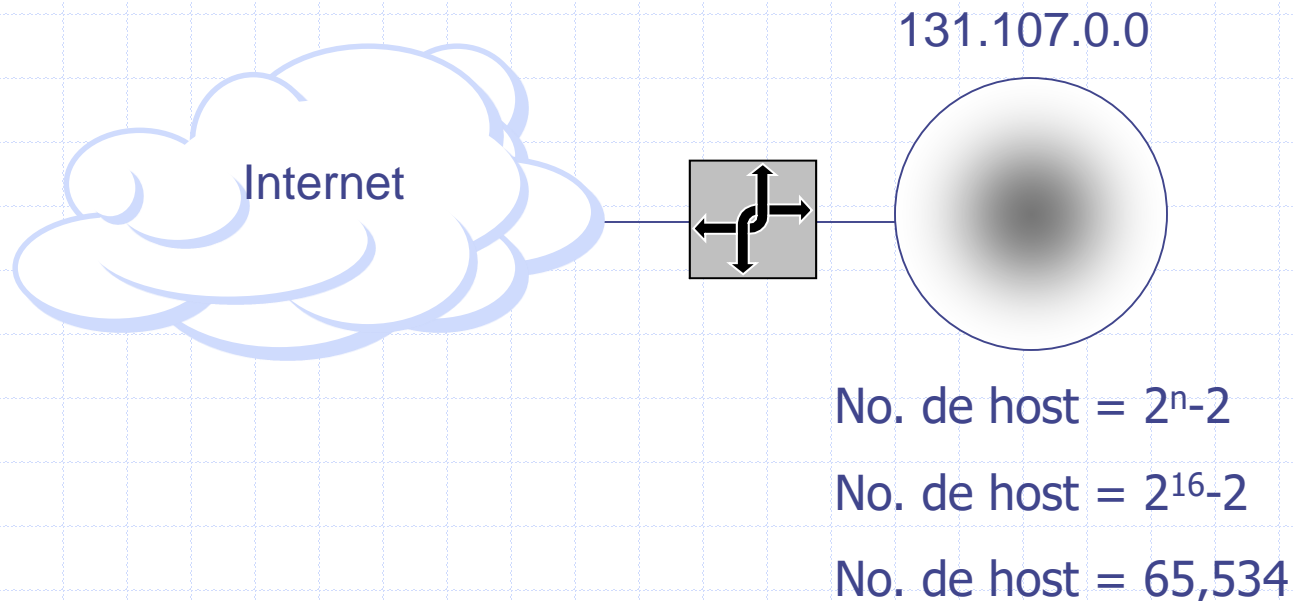 131.107.0.0
Internet
No. de host = 2ⁿ-2
No. de host = 2¹⁶-2
No. de host = 65,534